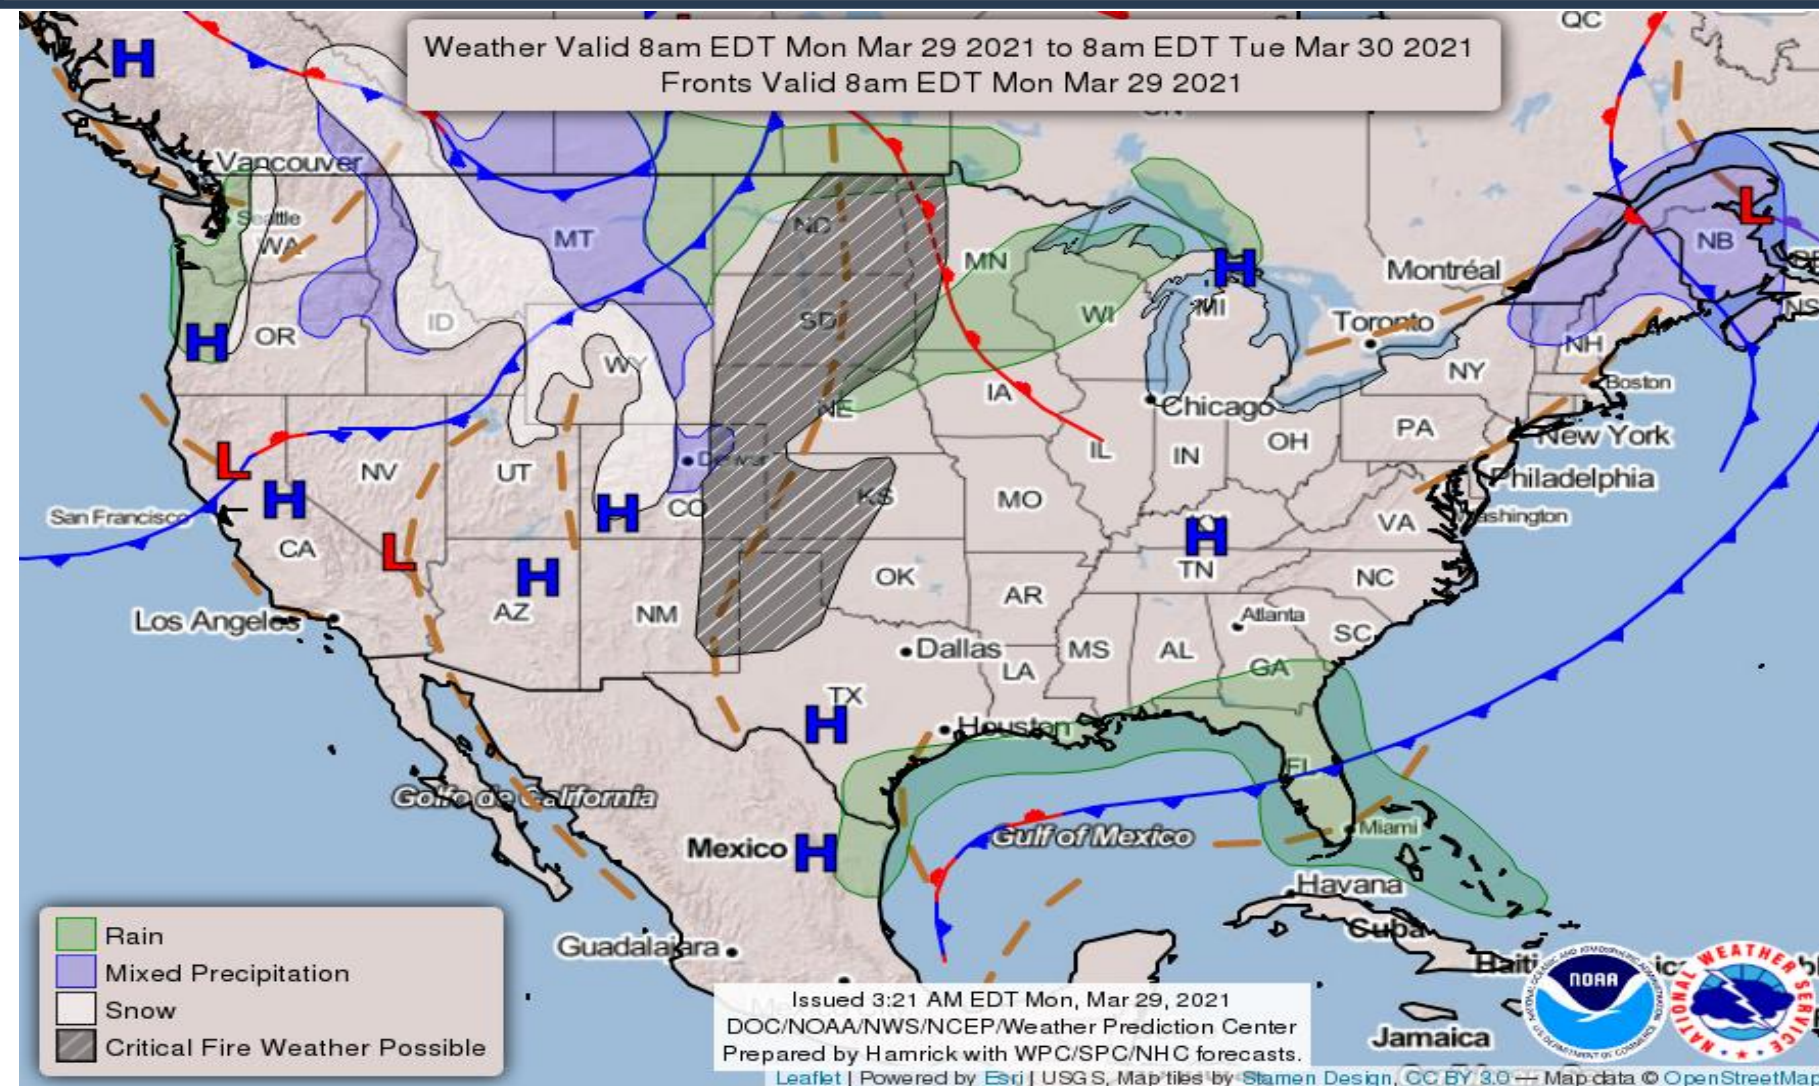 QC
Weather Valid 8am EDT Mon Mar 29 2021 to 8am EDT Tue Mar 30 2021
Fronts Valid 8am EDT Mon Mar 29 2021
H
Vancouver
Seattle
WA
MT
ND
MN
L
NB
Montréal
H
MI
WI
SD
Toronto
NS
H
OR
ID
WY
NH
NY
Boston
IA
NE
Chicago
PA
New York
L
NV
UT
Denver
IL
IN
OH
Philadelphia
H
San Francisco
H
CO
KS
MO
H
VA
CA
L
H
AZ
NM
OK
AR
TN
NC
Los Angeles
Dallas
LA
MS
AL
Atlanta
GA
SC
TX
H
Houston
FL
Golfo de California
Gulf of Mexico
Miami
Mexico H
Havana
Cuba
Guadalajara
Haiti
Jamaica
Rain
Mixed Precipitation
Snow
Critical Fire Weather Possible
Issued 3:21 AM EDT Mon, Mar 29, 2021
DOC/NOAA/NWS/NCEP/Weather Prediction Center
Prepared by Hamrick with WPC/SPC/NHC forecasts.
NOAA
NATIONAL WEATHER SERVICE
Leaflet | Powered by Esri | USGS, Map tiles by Stamen Design, CC BY 3.0 — Map data © OpenStreetMap